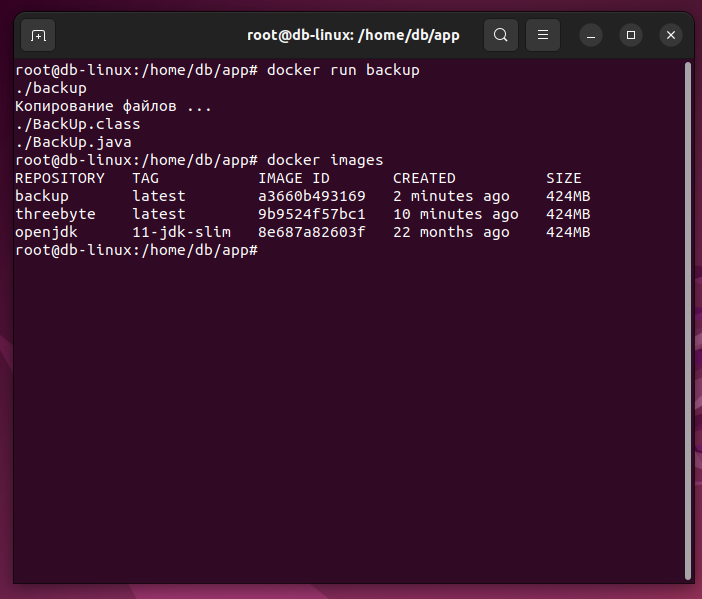 root@db-linux: /home/db/app
root@db-linux:/home/db/app# docker run backup
./backup
Копирование файлов ...
./BackUp.class
./BackUp.java
root@db-linux:/home/db/app# docker images
REPOSITORY   TAG           IMAGE ID       CREATED          SIZE
backup       latest        a3660b493169   2 minutes ago    424MB
threebyte    latest        9b9524f57bc1   10 minutes ago   424MB
openjdk      11-jdk-slim   8e687a82603f   22 months ago    424MB
root@db-linux:/home/db/app#